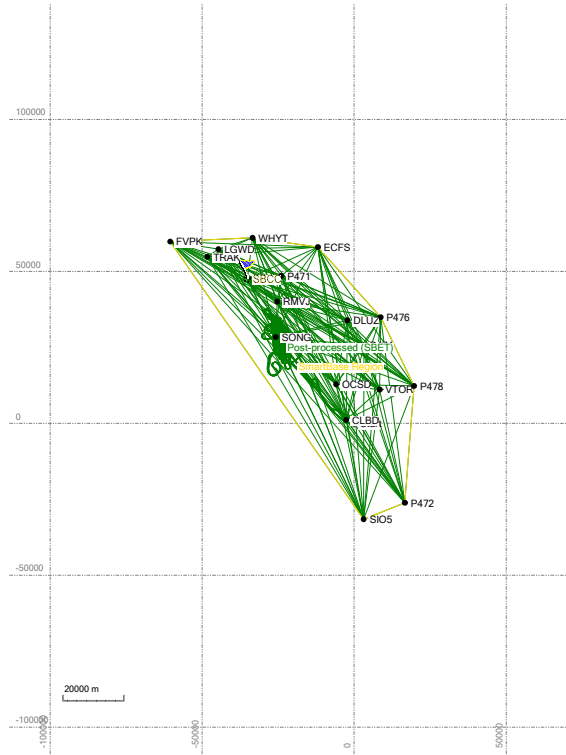 100000
WHYT
FVPK
ECFS
LGWD
TRAK
50000
P471
SBCC
RMVJ
P476
DLUZ
SONG
Post-processed (SBET)
SmartBase Region
OCSD
P478
VTOR
0
CLBD
P472
SIO5
-50000
20000 m
-100000
-100000
-50000
0
50000